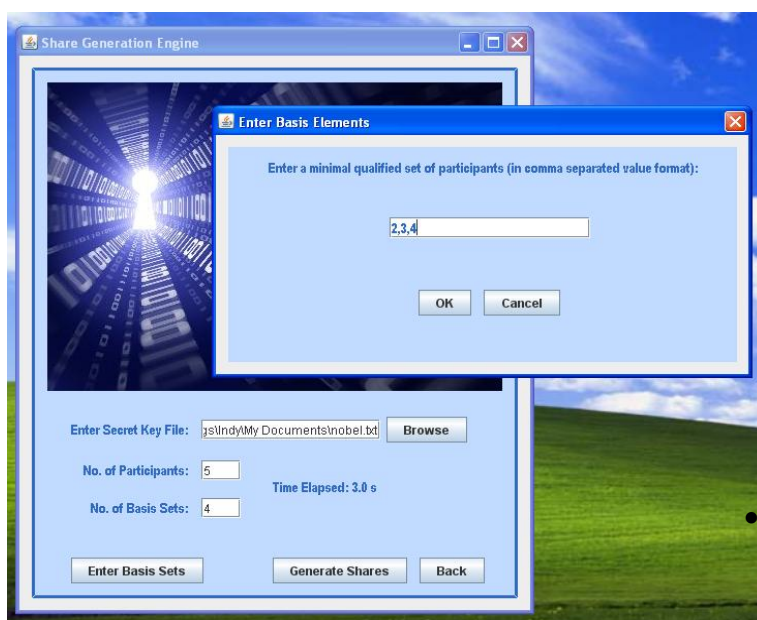 Share Generation Engine
Enter Basis Elements
Enter a minimal qualified set of participants (in comma separated value format):
2,3,4
OK Cancel
Enter Secret Key File: gs\Indy\My Documents\nobel.txt Browse
No. of Participants: 5
Time Elapsed: 3.0 s
No. of Basis Sets: 4
Enter Basis Sets Generate Shares Back